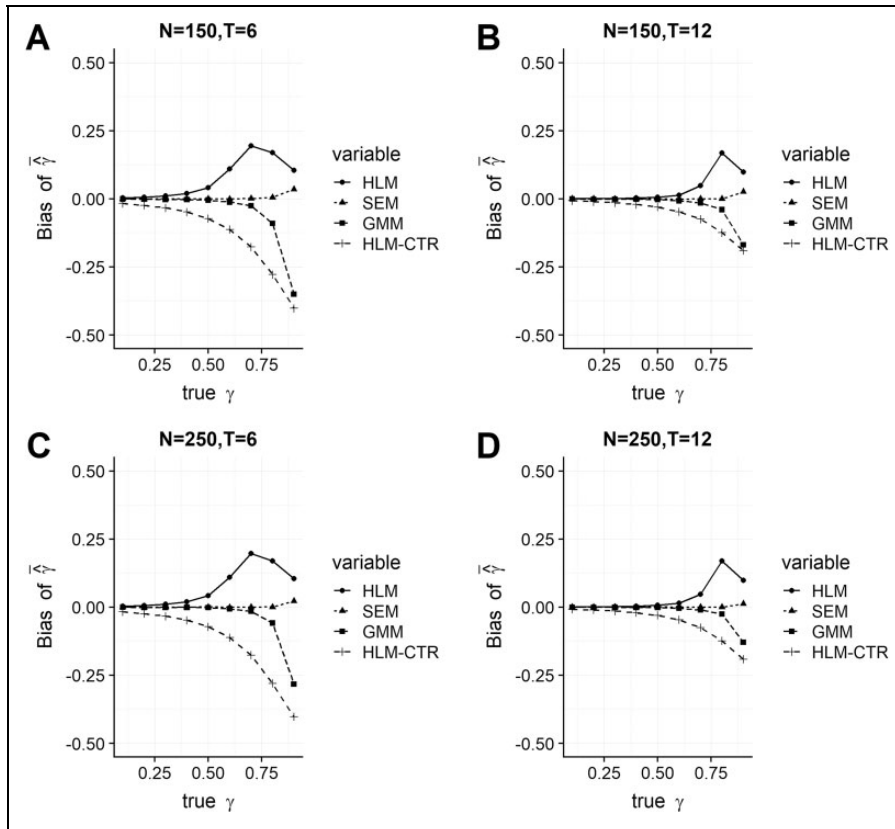 A
N=150,T=6
0.50
0.25
0.00
-0.25
-0.50
Bias of γ̂̄
0.25 0.50 0.75
true γ
variable
HLM
SEM
GMM
HLM-CTR
B
N=150,T=12
0.50
0.25
0.00
-0.25
-0.50
Bias of γ̂̄
0.25 0.50 0.75
true γ
variable
HLM
SEM
GMM
HLM-CTR
C
N=250,T=6
0.50
0.25
0.00
-0.25
-0.50
Bias of γ̂̄
0.25 0.50 0.75
true γ
variable
HLM
SEM
GMM
HLM-CTR
D
N=250,T=12
0.50
0.25
0.00
-0.25
-0.50
Bias of γ̂̄
0.25 0.50 0.75
true γ
variable
HLM
SEM
GMM
HLM-CTR